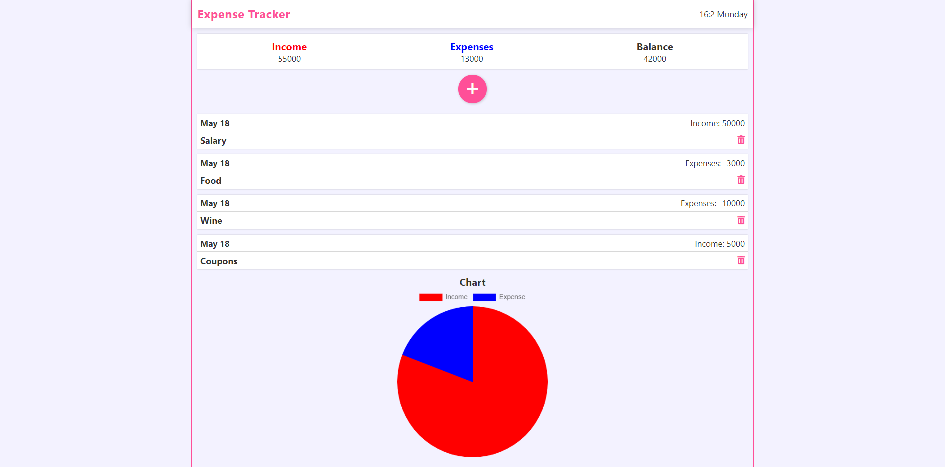 Expense Tracker 16:2 Monday
Income Expenses Balance
55000 13000 42000
May 18 Income: 50000
Salary
May 18 Expenses: -3000
Food
May 18 Expenses: -10000
Wine
May 18 Income: 5000
Coupons
Chart
Income Expense